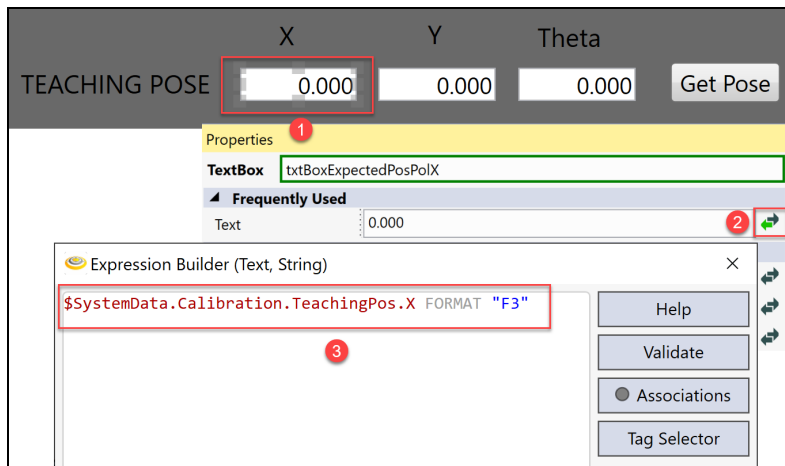 X Y Theta
TEACHING POSE 0.000 0.000 0.000 Get Pose
1
Properties
TextBox txtBoxExpectedPosPolX
Frequently Used
Text 0.000 2
Expression Builder (Text, String)
$SystemData.Calibration.TeachingPos.X FORMAT "F3"
3
Help
Validate
Associations
Tag Selector